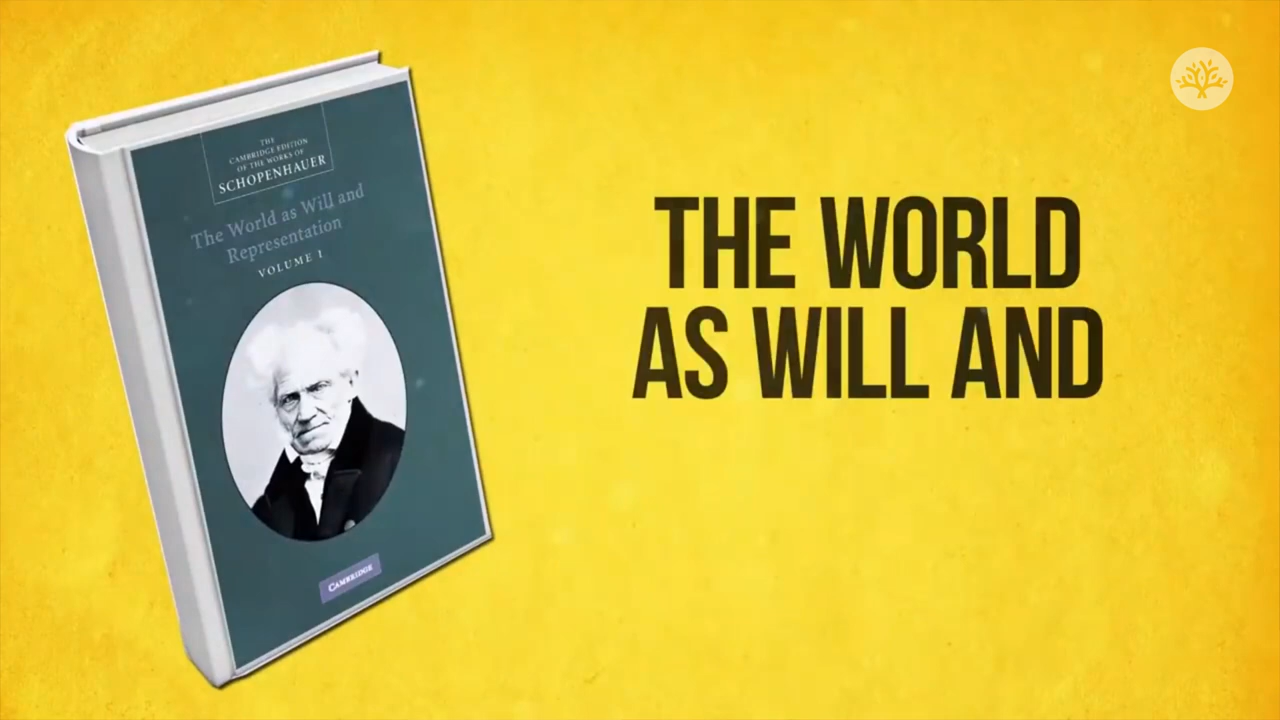 THE
CAMBRIDGE EDITION
OF THE WORKS OF
SCHOPENHAUER
The World as Will and
Representation
VOLUME I
CAMBRIDGE
THE WORLD
AS WILL AND